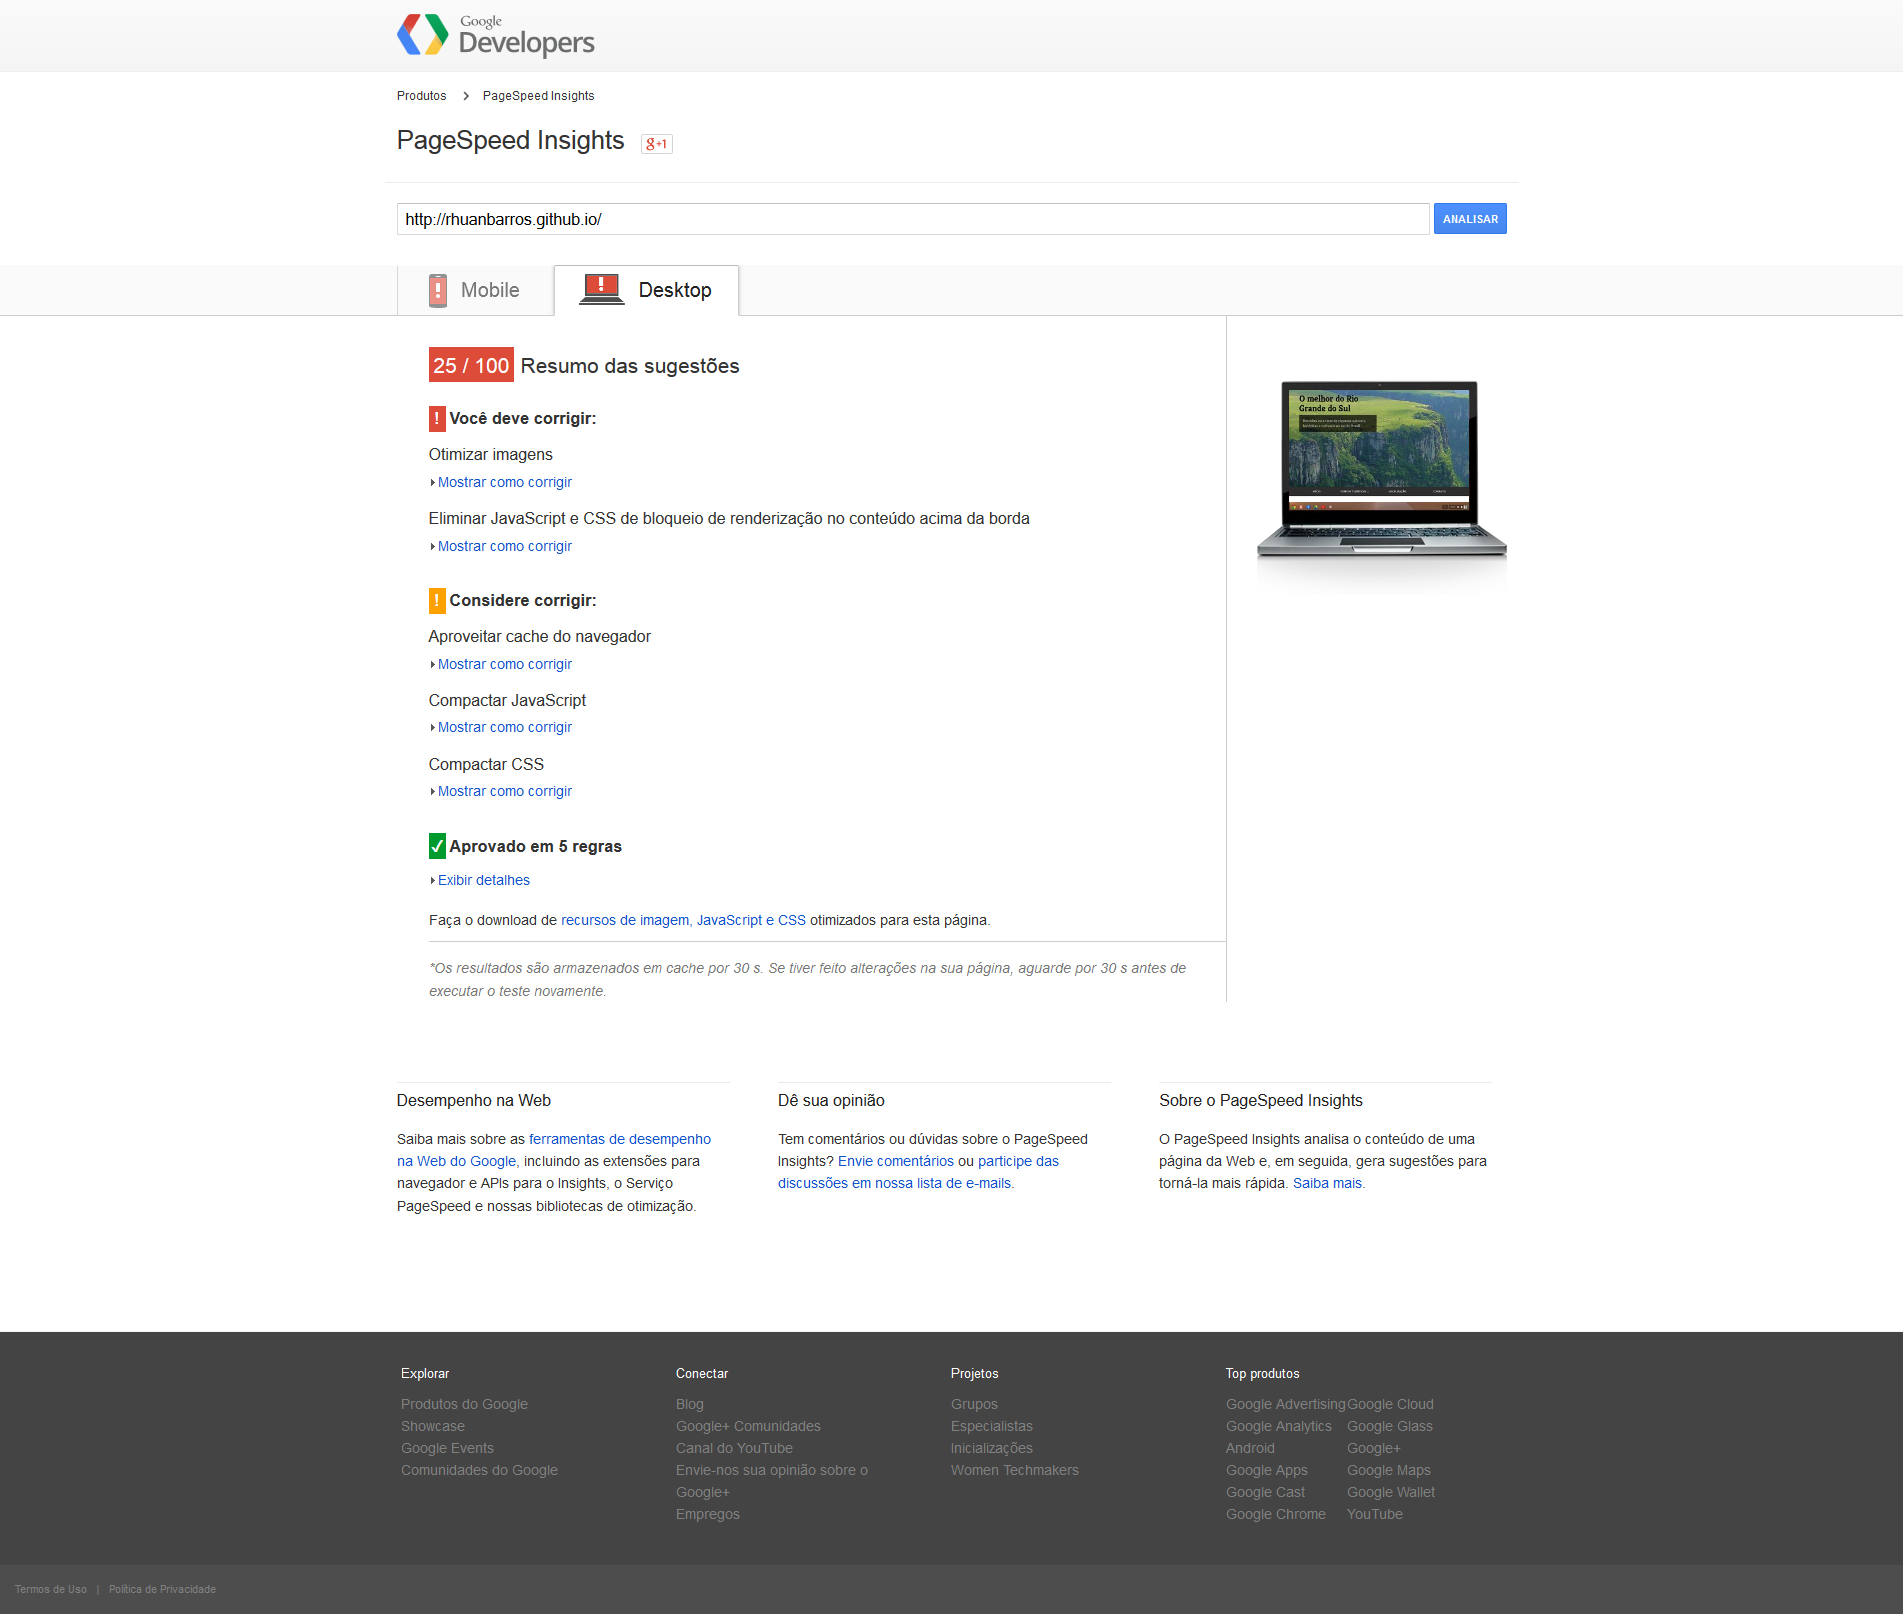 Google
Developers
Produtos > PageSpeed Insights
PageSpeed Insights g+1
http://rhuanbarros.github.io/ ANALISAR
! Mobile ! Desktop
25 / 100 Resumo das sugestões
! Você deve corrigir:
Otimizar imagens
Mostrar como corrigir
Eliminar JavaScript e CSS de bloqueio de renderização no conteúdo acima da borda
Mostrar como corrigir
! Considere corrigir:
Aproveitar cache do navegador
Mostrar como corrigir
Compactar JavaScript
Mostrar como corrigir
Compactar CSS
Mostrar como corrigir
Aprovado em 5 regras
Exibir detalhes
Faça o download de recursos de imagem, JavaScript e CSS otimizados para esta página.
*Os resultados são armazenados em cache por 30 s. Se tiver feito alterações na sua página, aguarde por 30 s antes de
executar o teste novamente.
O melhor do Rio
Grande do Sul
Desempenho na Web
Saiba mais sobre as ferramentas de desempenho
na Web do Google, incluindo as extensões para
navegador e APIs para o Insights, o Serviço
PageSpeed e nossas bibliotecas de otimização.
Dê sua opinião
Tem comentários ou dúvidas sobre o PageSpeed
Insights? Envie comentários ou participe das
discussões em nossa lista de e-mails.
Sobre o PageSpeed Insights
O PageSpeed Insights analisa o conteúdo de uma
página da Web e, em seguida, gera sugestões para
torná-la mais rápida. Saiba mais.
Explorar
Produtos do Google
Showcase
Google Events
Comunidades do Google
Conectar
Blog
Google+ Comunidades
Canal do YouTube
Envie-nos sua opinião sobre o
Google+
Empregos
Projetos
Grupos
Especialistas
Inicializações
Women Techmakers
Top produtos
Google Advertising Google Cloud
Google Analytics Google Glass
Android Google+
Google Apps Google Maps
Google Cast Google Wallet
Google Chrome YouTube
Termos de Uso | Política de Privacidade